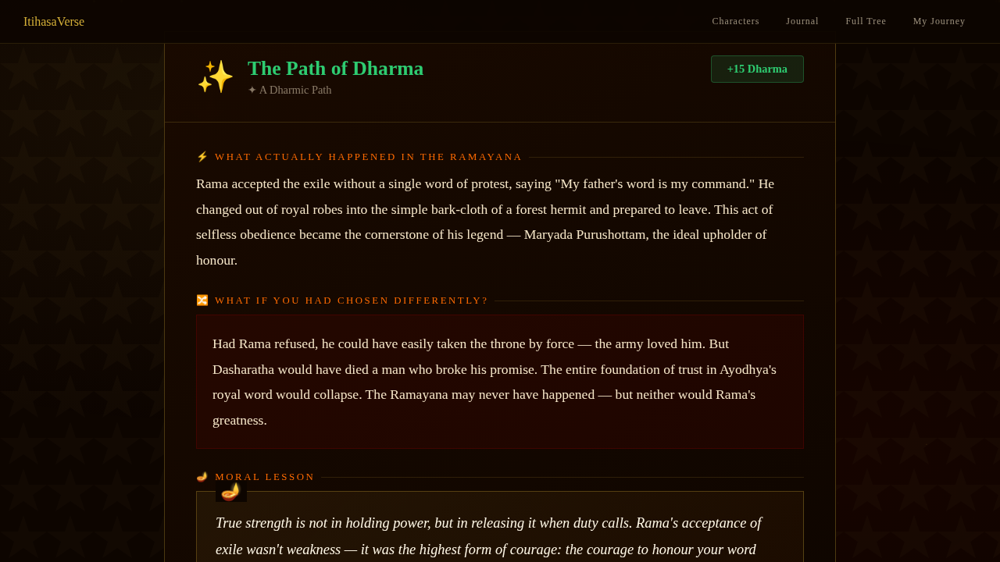 ItihasaVerse
Characters Journal Full Tree My Journey
The Path of Dharma
✦ A Dharmic Path
+15 Dharma
WHAT ACTUALLY HAPPENED IN THE RAMAYANA
Rama accepted the exile without a single word of protest, saying "My father's word is my command." He
changed out of royal robes into the simple bark-cloth of a forest hermit and prepared to leave. This act of
selfless obedience became the cornerstone of his legend — Maryada Purushottam, the ideal upholder of
honour.
WHAT IF YOU HAD CHOSEN DIFFERENTLY?
Had Rama refused, he could have easily taken the throne by force — the army loved him. But
Dasharatha would have died a man who broke his promise. The entire foundation of trust in Ayodhya's
royal word would collapse. The Ramayana may never have happened — but neither would Rama's
greatness.
MORAL LESSON
True strength is not in holding power, but in releasing it when duty calls. Rama's acceptance of
exile wasn't weakness — it was the highest form of courage: the courage to honour your word